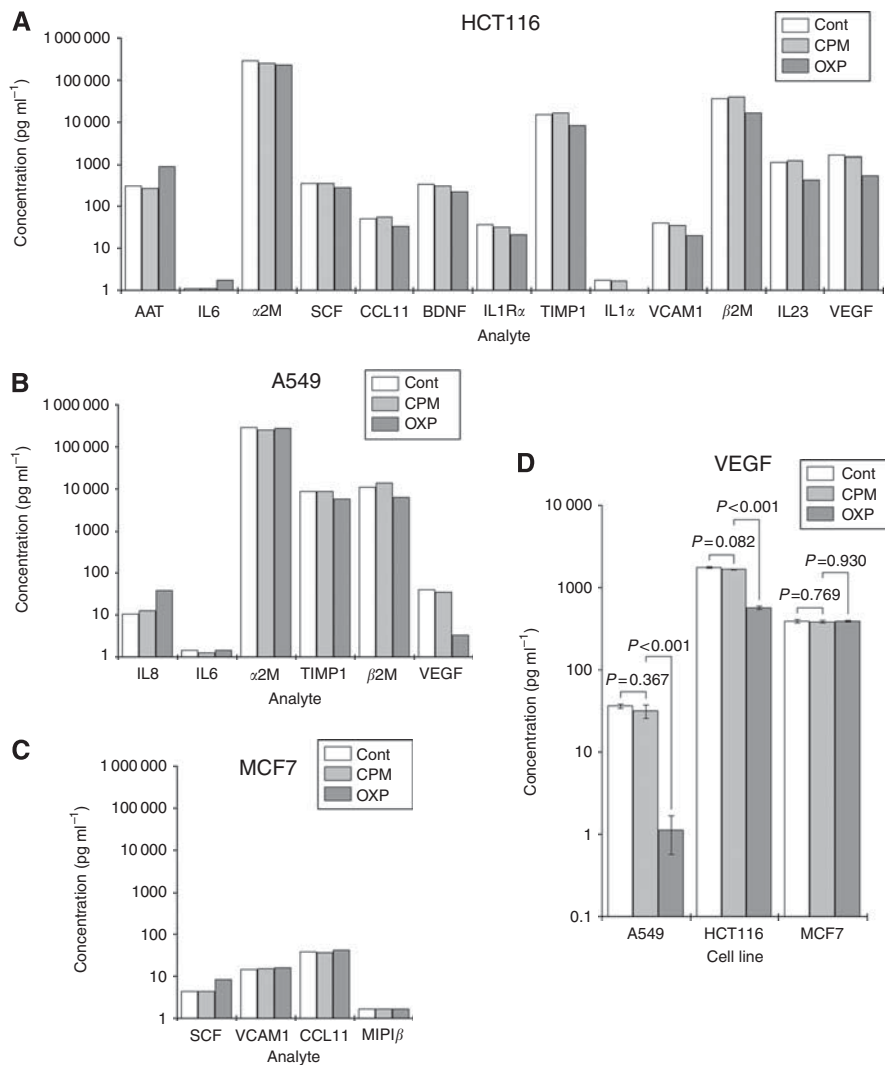 A
HCT116
Cont
CPM
OXP
Concentration (pg ml⁻¹)
1 000 000
100 000
10 000
1000
100
10
1
AAT IL6 α2M SCF CCL11 BDNF IL1Rα TIMP1 IL1α VCAM1 β2M IL23 VEGF
Analyte
B
A549
Cont
CPM
OXP
Concentration (pg ml⁻¹)
1 000 000
100 000
10 000
1000
100
10
1
IL8 IL6 α2M TIMP1 β2M VEGF
Analyte
C
MCF7
Cont
CPM
OXP
Concentration (pg ml⁻¹)
1 000 000
100 000
10 000
1000
100
10
1
SCF VCAM1 CCL11 MIPIβ
Analyte
D
VEGF
Cont
CPM
OXP
Concentration (pg ml⁻¹)
10 000
1000
100
10
1
0.1
P<0.001
P=0.082
P=0.930
P=0.769
P<0.001
P=0.367
A549 HCT116 MCF7
Cell line